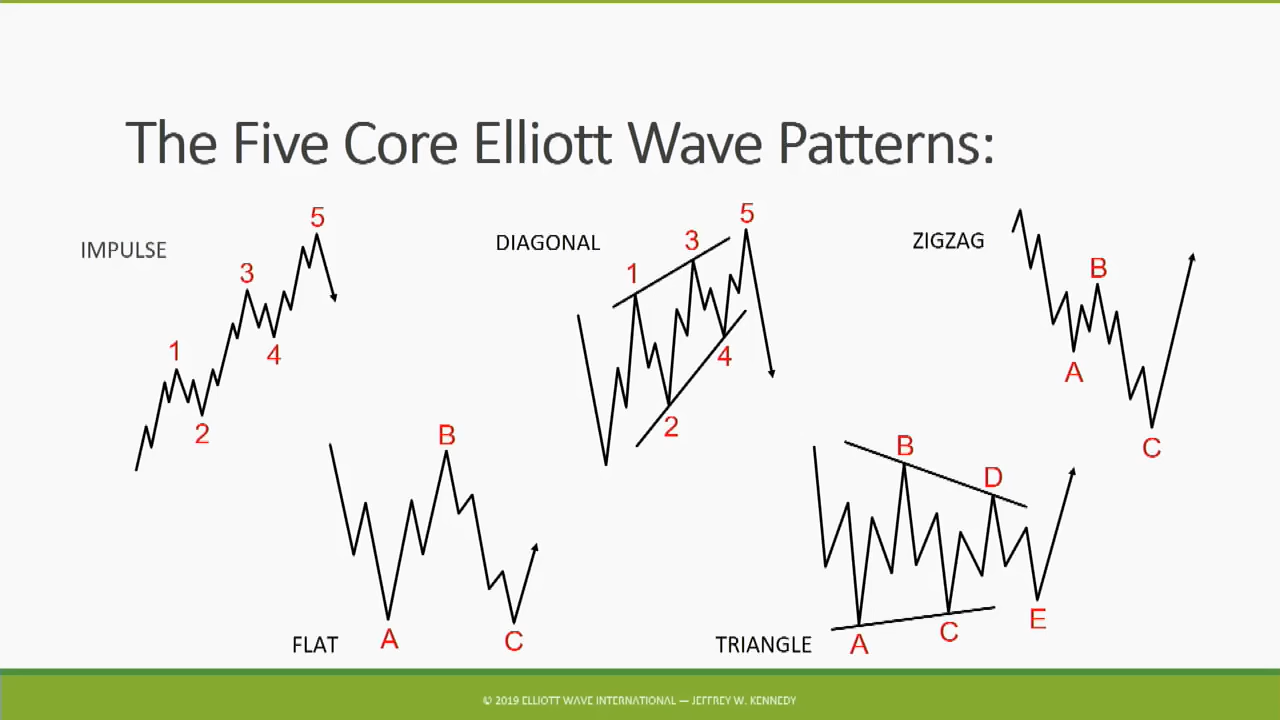 The Five Core Elliott Wave Patterns:
IMPULSE
1
2
3
4
5
DIAGONAL
1
2
3
4
5
ZIGZAG
A
B
C
FLAT
A
B
C
TRIANGLE
A
B
C
D
E
© 2019 ELLIOTT WAVE INTERNATIONAL — JEFFREY W. KENNEDY